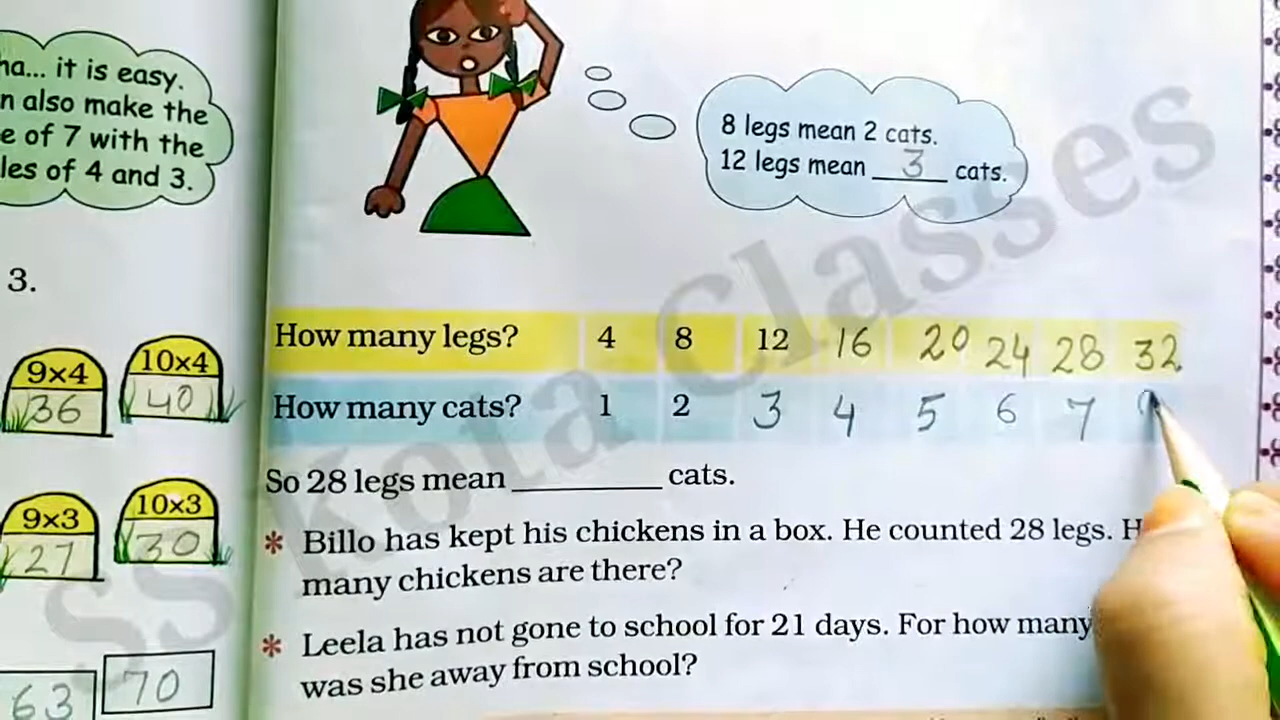 ha... it is easy.
n also make the
e of 7 with the
les of 4 and 3.
3.
9×4
36
10×4
40
9×3
27
10×3
30
63
70
8 legs mean 2 cats.
12 legs mean 3 cats.
How many legs? 4 8 12 16 20 24 28 32
How many cats? 1 2 3 4 5 6 7
So 28 legs mean ________ cats.
* Billo has kept his chickens in a box. He counted 28 legs. H
many chickens are there?
* Leela has not gone to school for 21 days. For how many
was she away from school?
SS Kota Classes